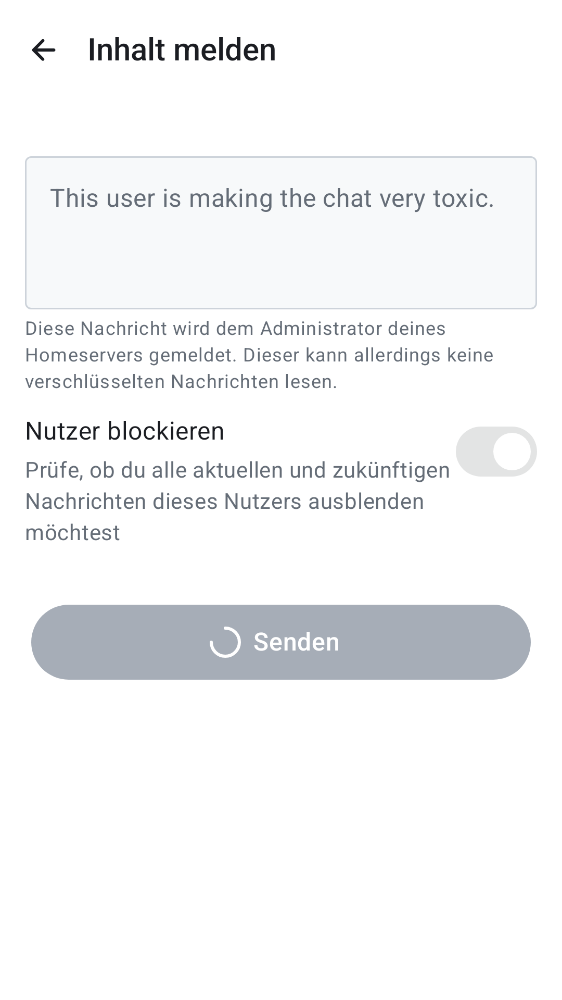 Inhalt melden
This user is making the chat very toxic.
Diese Nachricht wird dem Administrator deines
Homeservers gemeldet. Dieser kann allerdings keine
verschlüsselten Nachrichten lesen.
Nutzer blockieren
Prüfe, ob du alle aktuellen und zukünftigen
Nachrichten dieses Nutzers ausblenden
möchtest
Senden